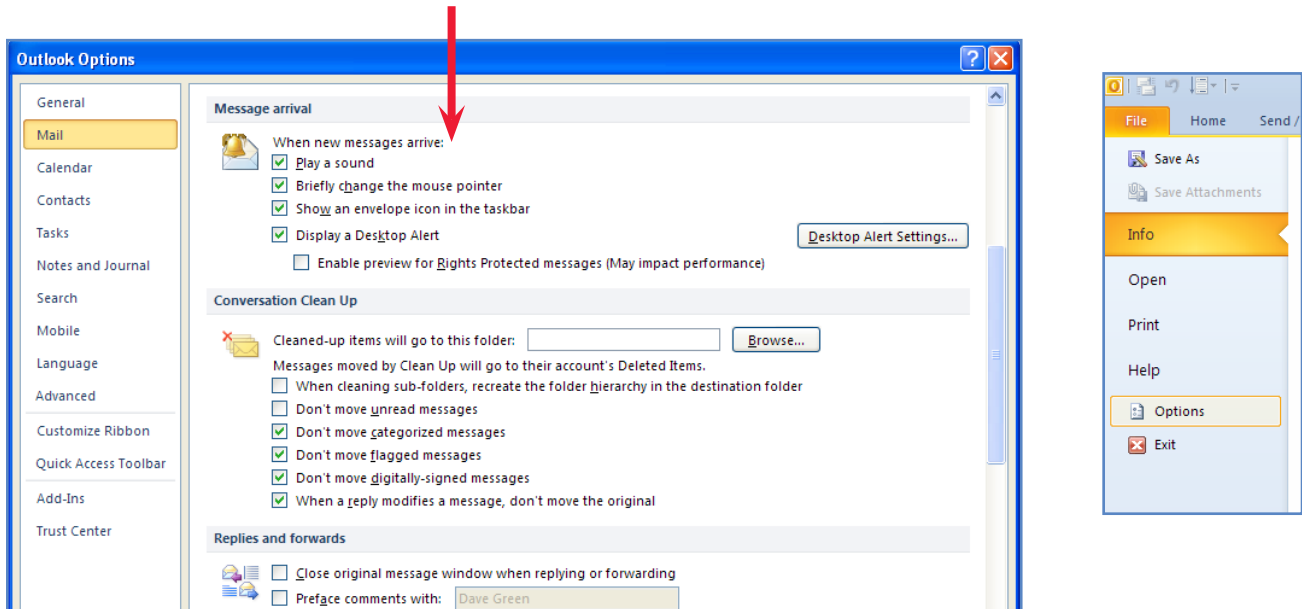 Outlook Options
General
Mail
Calendar
Contacts
Tasks
Notes and Journal
Search
Mobile
Language
Advanced
Customize Ribbon
Quick Access Toolbar
Add-Ins
Trust Center
Message arrival
When new messages arrive:
Play a sound
Briefly change the mouse pointer
Show an envelope icon in the taskbar
Display a Desktop Alert
Desktop Alert Settings...
Enable preview for Rights Protected messages (May impact performance)
Conversation Clean Up
Cleaned-up items will go to this folder:
Browse...
Messages moved by Clean Up will go to their account's Deleted Items.
When cleaning sub-folders, recreate the folder hierarchy in the destination folder
Don't move unread messages
Don't move categorized messages
Don't move flagged messages
Don't move digitally-signed messages
When a reply modifies a message, don't move the original
Replies and forwards
Close original message window when replying or forwarding
Preface comments with: Dave Green
File Home Send /
Save As
Save Attachments
Info
Open
Print
Help
Options
Exit